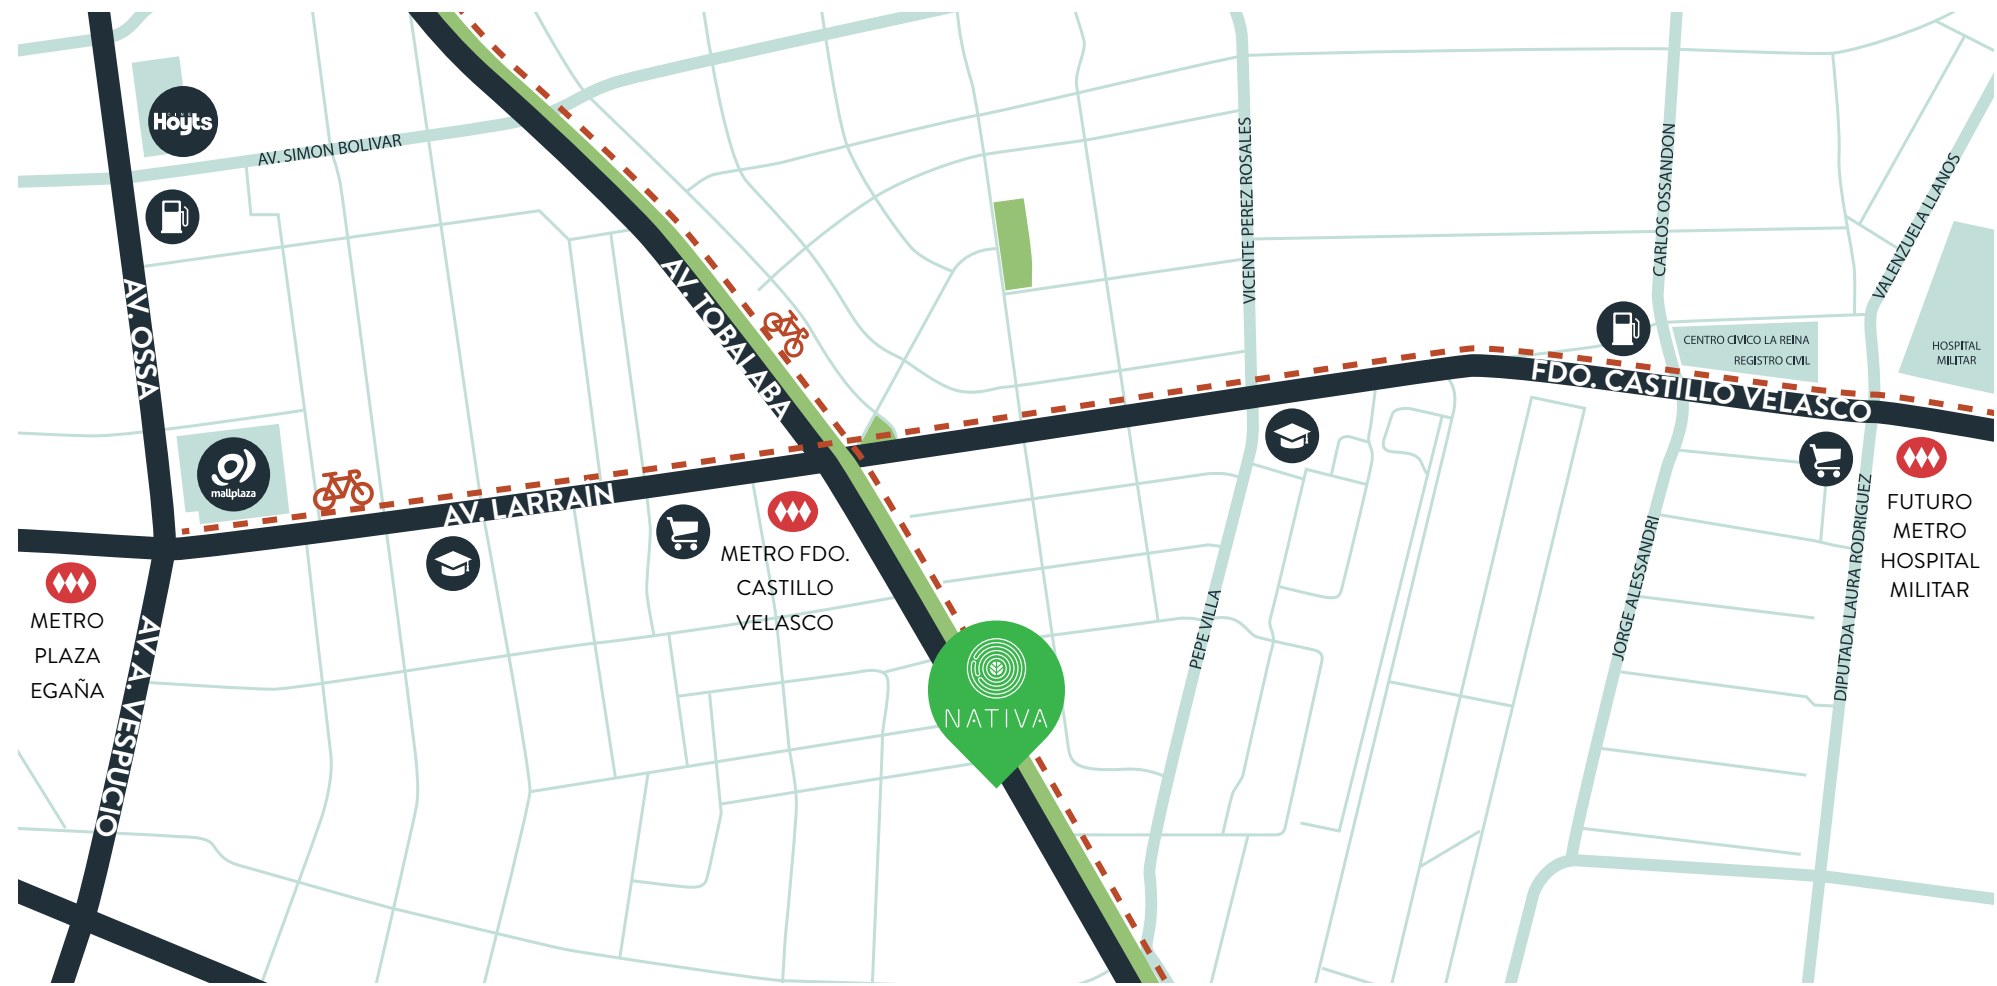 CINE
Hoyts
AV. SIMON BOLIVAR
AV. OSSA
AV. TOBALABA
VICENTE PEREZ ROSALES
CARLOS OSSANDON
VALENZUELA LLANOS
CENTRO CÍVICO LA REINA
REGISTRO CIVIL
HOSPITAL
MILITAR
FDO. CASTILLO VELASCO
mallplaza
AV. LARRAIN
METRO FDO.
CASTILLO
VELASCO
METRO
PLAZA
EGAÑA
AV. A. VESPUCIO
NATIVA
PEPE VILLA
JORGE ALESSANDRI
DIPUTADA LAURA RODRIGUEZ
FUTURO
METRO
HOSPITAL
MILITAR